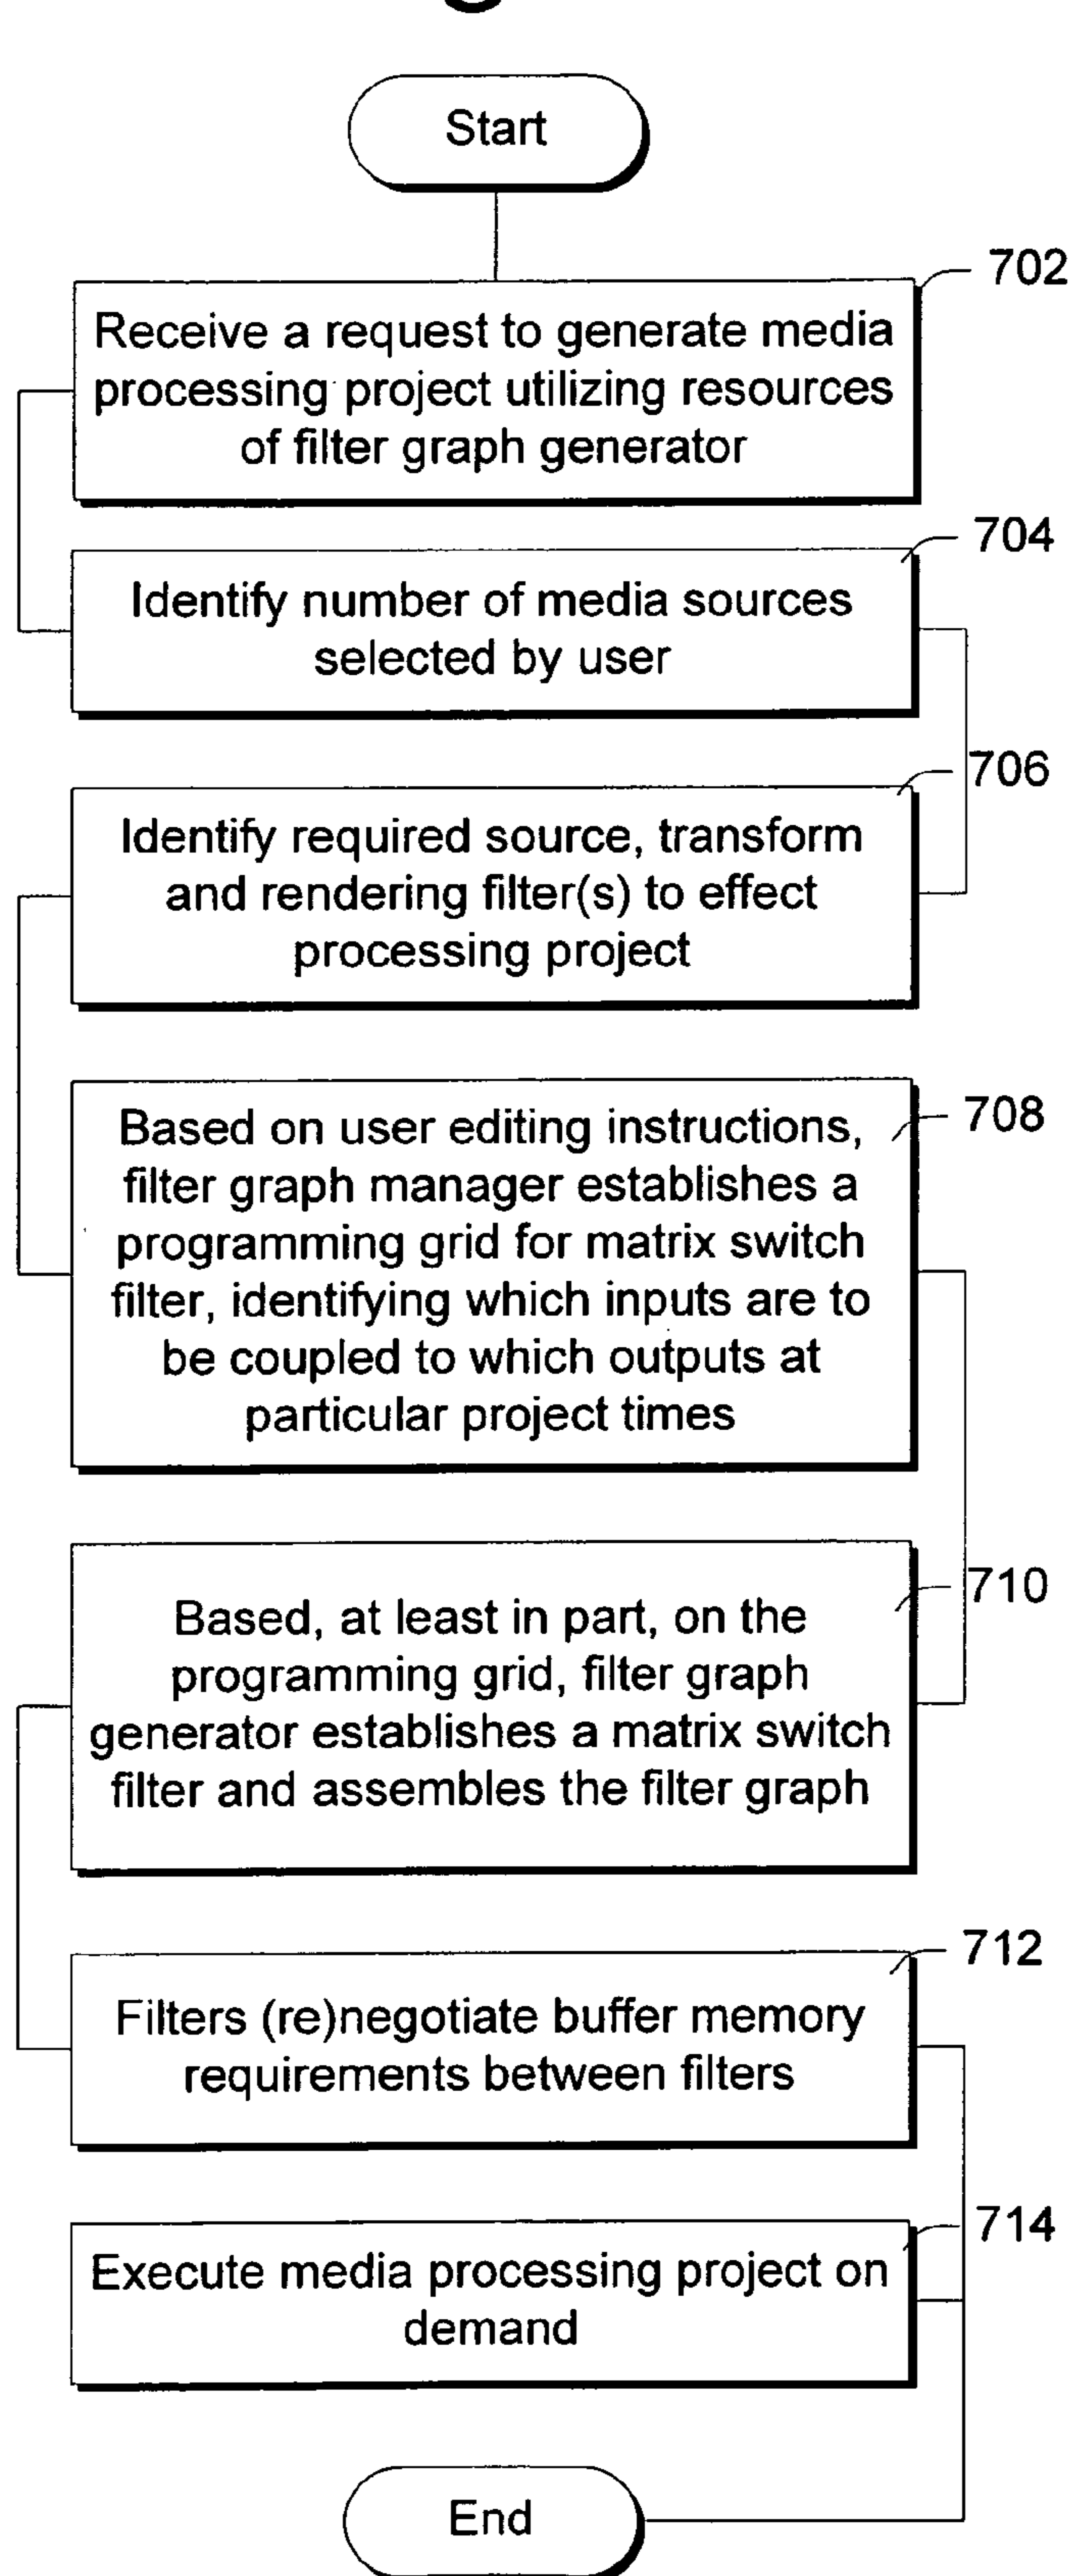 Start
702
Receive a request to generate media
processing project utilizing resources
of filter graph generator
704
Identify number of media sources
selected by user
706
Identify required source, transform
and rendering filter(s) to effect
processing project
708
Based on user editing instructions,
filter graph manager establishes a
programming grid for matrix switch
filter, identifying which inputs are to
be coupled to which outputs at
particular project times
710
Based, at least in part, on the
programming grid, filter graph
generator establishes a matrix switch
filter and assembles the filter graph
712
Filters (re)negotiate buffer memory
requirements between filters
714
Execute media processing project on
demand
End